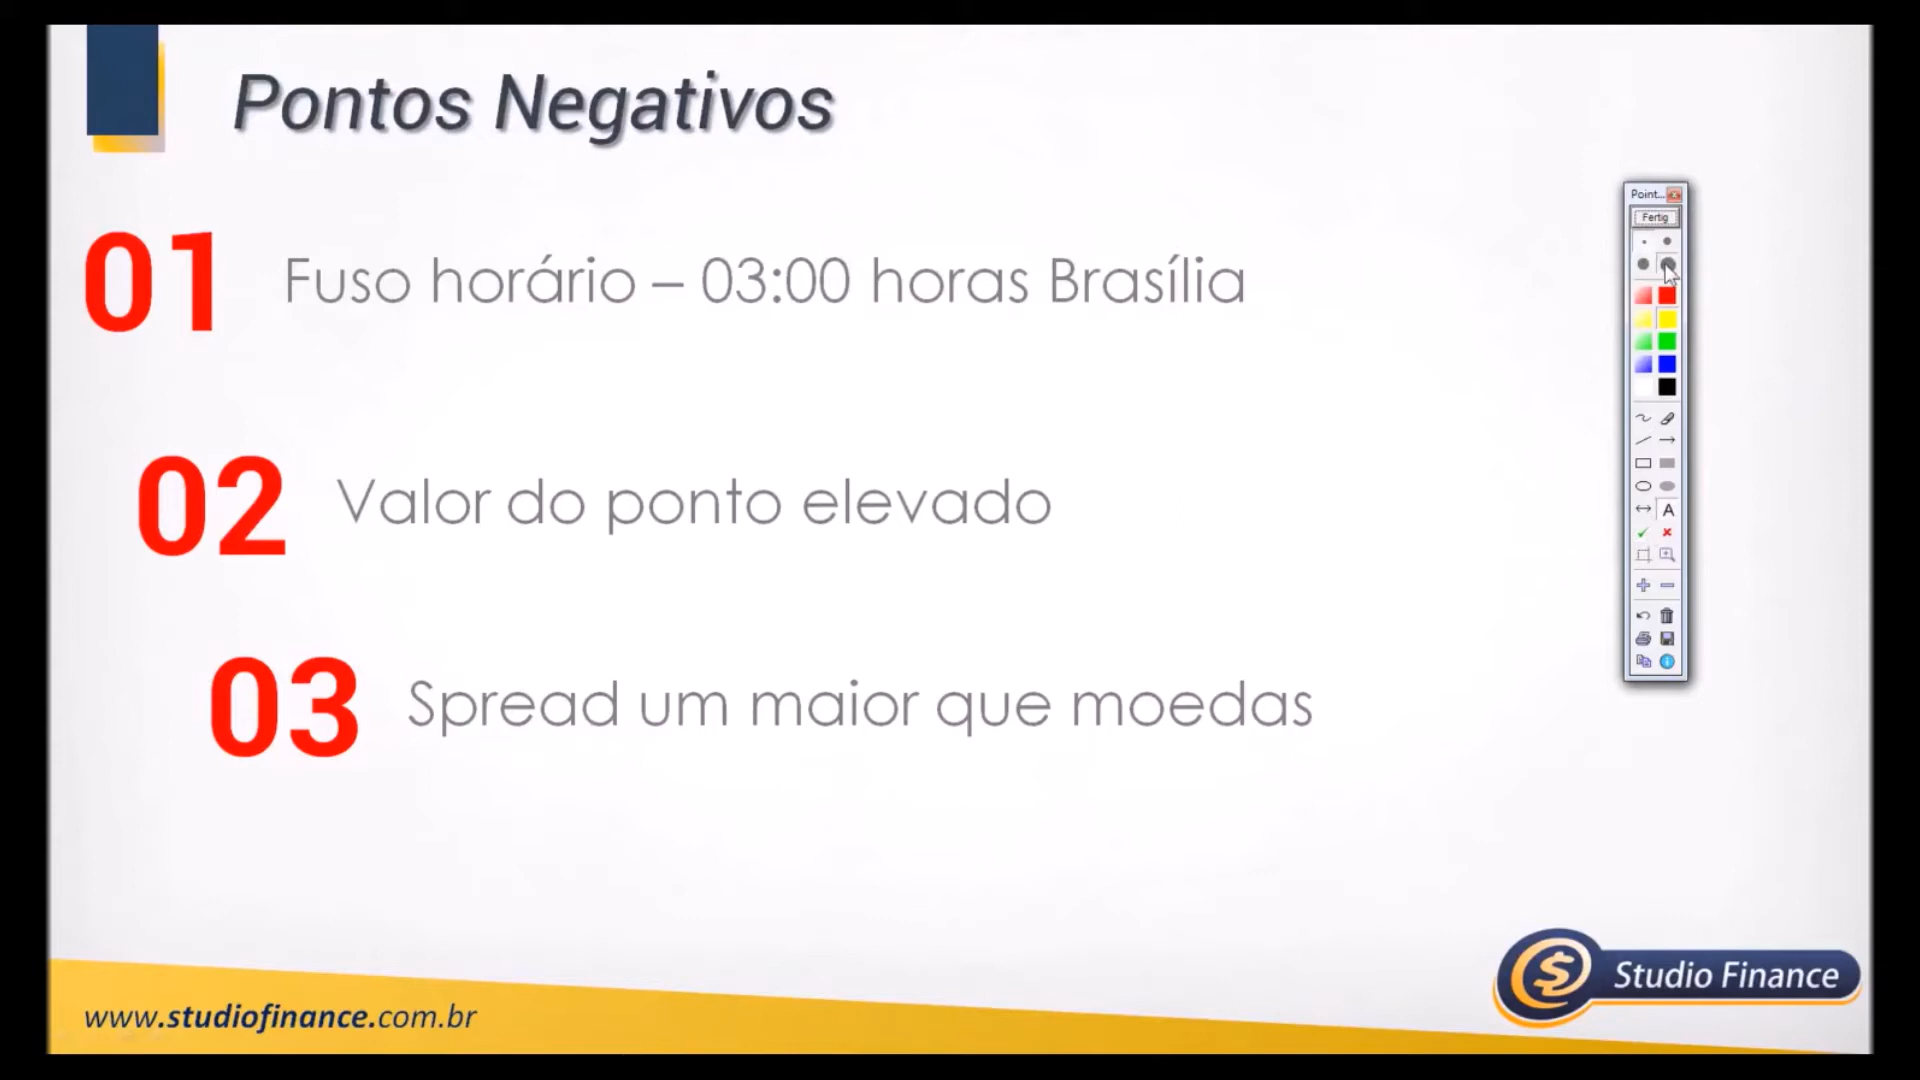 Pontos Negativos
01 Fuso horário – 03:00 horas Brasília
02 Valor do ponto elevado
03 Spread um maior que moedas
Point...
Fertig
A
Studio Finance
www.studiofinance.com.br